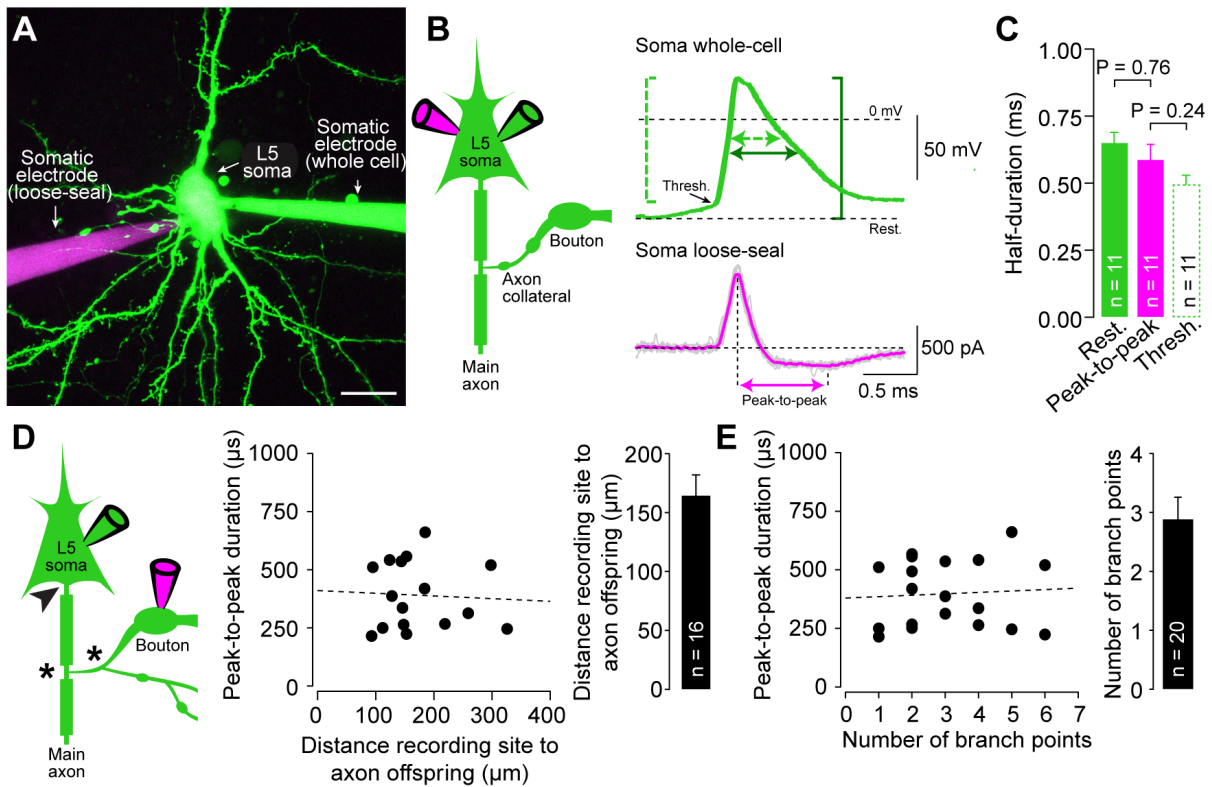 A
Somatic
electrode
(loose-seal)
L5
soma
Somatic
electrode
(whole cell)
B
L5
soma
Bouton
Axon
collateral
Main
axon
Soma whole-cell
0 mV
50 mV
Thresh.
Rest.
Soma loose-seal
500 pA
0.5 ms
Peak-to-peak
C
Half-duration (ms)
1.00
0.75
0.50
0.25
0.00
P = 0.76
P = 0.24
n = 11
n = 11
n = 11
Rest.
Peak-to-peak
Thresh.
D
L5
soma
Bouton
*
*
Main
axon
Peak-to-peak duration (µs)
1000
750
500
250
0
0 100 200 300 400
Distance recording site to
axon offspring (µm)
Distance recording site to
axon offspring (µm)
200
150
100
50
0
n = 16
E
Peak-to-peak duration (µs)
1000
750
500
250
0
0 1 2 3 4 5 6 7
Number of branch points
Number of branch points
4
3
2
1
0
n = 20